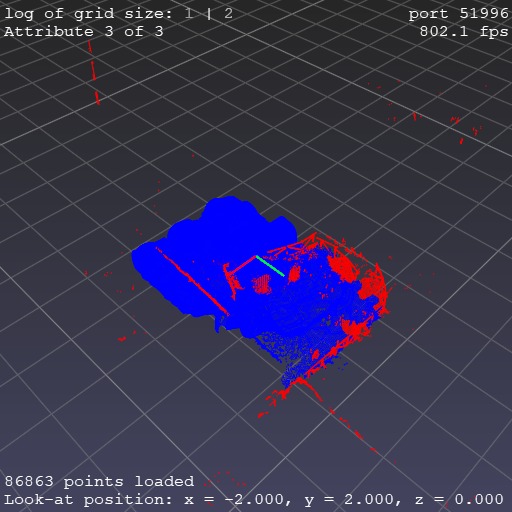 log of grid size: 1 | 2
port 51996
Attribute 3 of 3
802.1 fps
86863 points loaded
Look-at position: x = -2.000, y = 2.000, z = 0.000